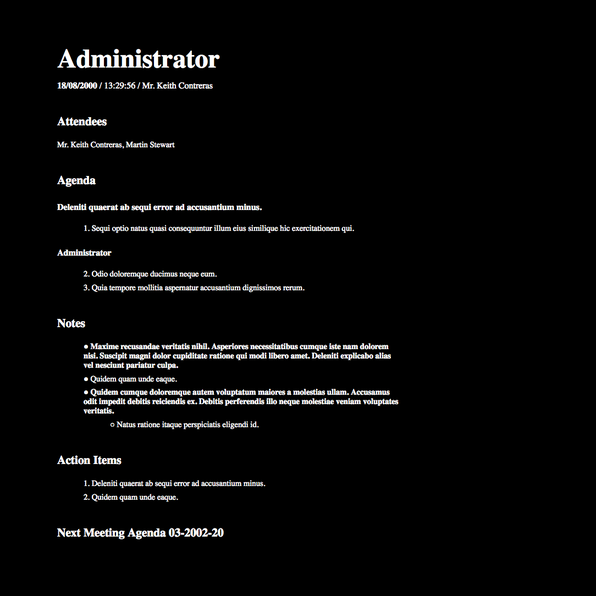 Administrator
18/08/2000 / 13:29:56 / Mr. Keith Contreras
Attendees
Mr. Keith Contreras, Martin Stewart
Agenda
Deleniti quaerat ab sequi error ad accusantium minus.
1. Sequi optio natus quasi consequuntur illum eius similique hic exercitationem qui.
Administrator
2. Odio doloremque ducimus neque eum.
3. Quia tempore mollitia aspernatur accusantium dignissimos rerum.
Notes
● Maxime recusandae veritatis nihil. Asperiores necessitatibus cumque iste nam dolorem
nisi. Suscipit magni dolor cupiditate ratione qui modi libero amet. Deleniti explicabo alias
vel nesciunt pariatur culpa.
● Quidem quam unde eaque.
● Quidem cumque doloremque autem voluptatum maiores a molestias ullam. Accusamus
odit impedit debitis reiciendis ex. Debitis perferendis illo neque molestiae veniam voluptates
veritatis.
○ Natus ratione itaque perspiciatis eligendi id.
Action Items
1. Deleniti quaerat ab sequi error ad accusantium minus.
2. Quidem quam unde eaque.
Next Meeting Agenda 03-2002-20